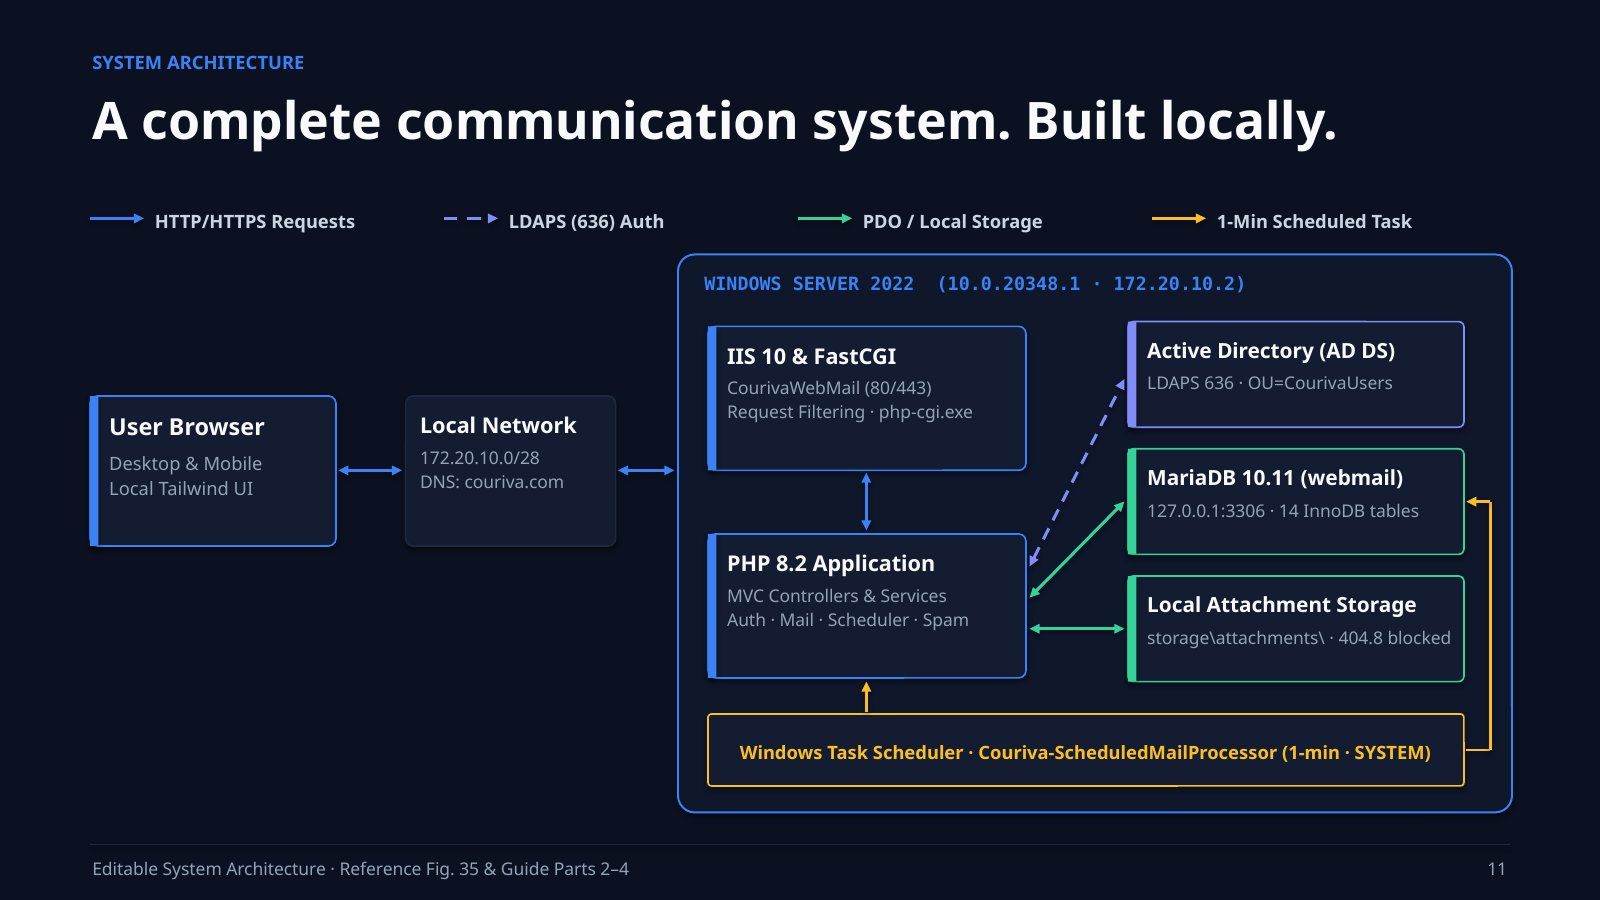 SYSTEM ARCHITECTURE
A complete communication system. Built locally.
HTTP/HTTPS Requests
LDAPS (636) Auth
PDO / Local Storage
1-Min Scheduled Task
WINDOWS SERVER 2022 (10.0.20348.1 · 172.20.10.2)
User Browser
Desktop & Mobile
Local Tailwind UI
Local Network
172.20.10.0/28
DNS: couriva.com
IIS 10 & FastCGI
CourivaWebMail (80/443)
Request Filtering · php-cgi.exe
PHP 8.2 Application
MVC Controllers & Services
Auth · Mail · Scheduler · Spam
Active Directory (AD DS)
LDAPS 636 · OU=CourivaUsers
MariaDB 10.11 (webmail)
127.0.0.1:3306 · 14 InnoDB tables
Local Attachment Storage
storage\attachments\ · 404.8 blocked
Windows Task Scheduler · Couriva-ScheduledMailProcessor (1-min · SYSTEM)
Editable System Architecture · Reference Fig. 35 & Guide Parts 2–4
11